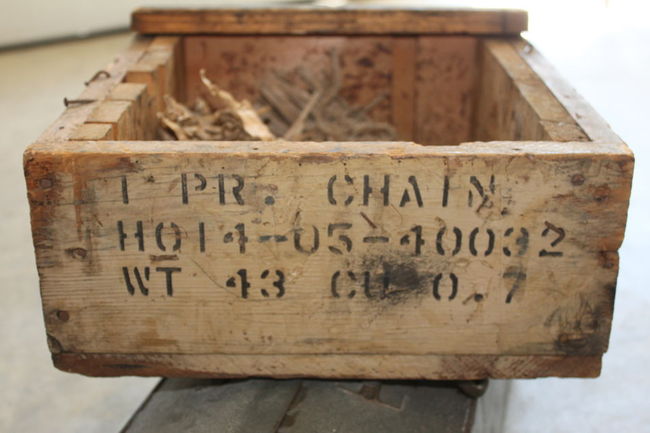 1 PR. CHAIN
H014-05-40032
WT 43 CU 0.7